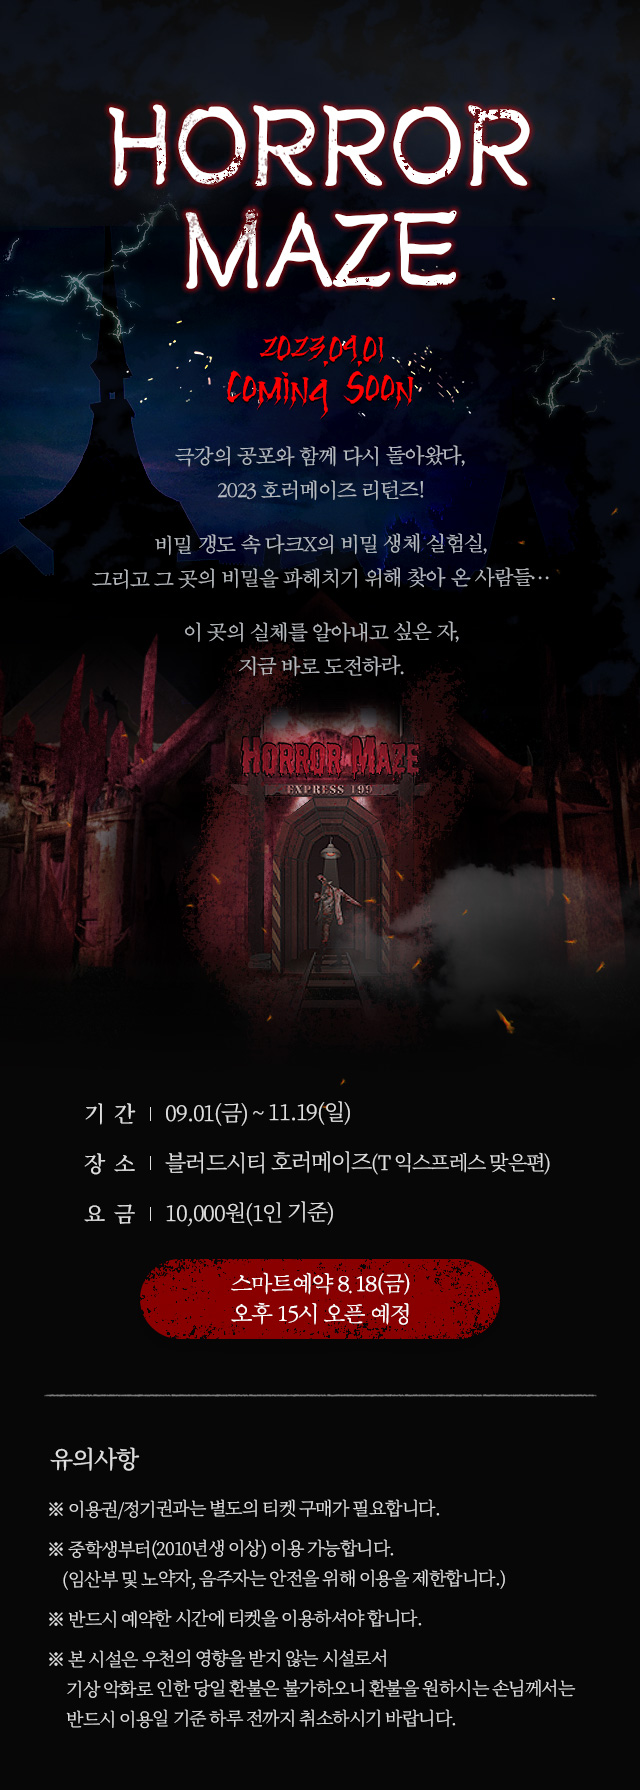 HORROR
MAZE
2023.09.01
COMING SOON
극강의 공포와 함께 다시 돌아왔다,
2023 호러메이즈 리턴즈!
비밀 갱도 속 다크X의 비밀 생체 실험실,
그리고 그 곳의 비밀을 파헤치기 위해 찾아 온 사람들…
이 곳의 실체를 알아내고 싶은 자,
지금 바로 도전하라.
HORROR MAZE
EXPRESS 199
기 간 | 09.01(금) ~ 11.19(일)
장 소 | 블러드시티 호러메이즈(T 익스프레스 맞은편)
요 금 | 10,000원(1인 기준)
스마트예약 8.18(금)
오후 15시 오픈 예정
유의사항
※ 이용권/정기권과는 별도의 티켓 구매가 필요합니다.
※ 중학생부터(2010년생 이상) 이용 가능합니다.
(임산부 및 노약자, 음주자는 안전을 위해 이용을 제한합니다.)
※ 반드시 예약한 시간에 티켓을 이용하셔야 합니다.
※ 본 시설은 우천의 영향을 받지 않는 시설로서
기상 악화로 인한 당일 환불은 불가하오니 환불을 원하시는 손님께서는
반드시 이용일 기준 하루 전까지 취소하시기 바랍니다.